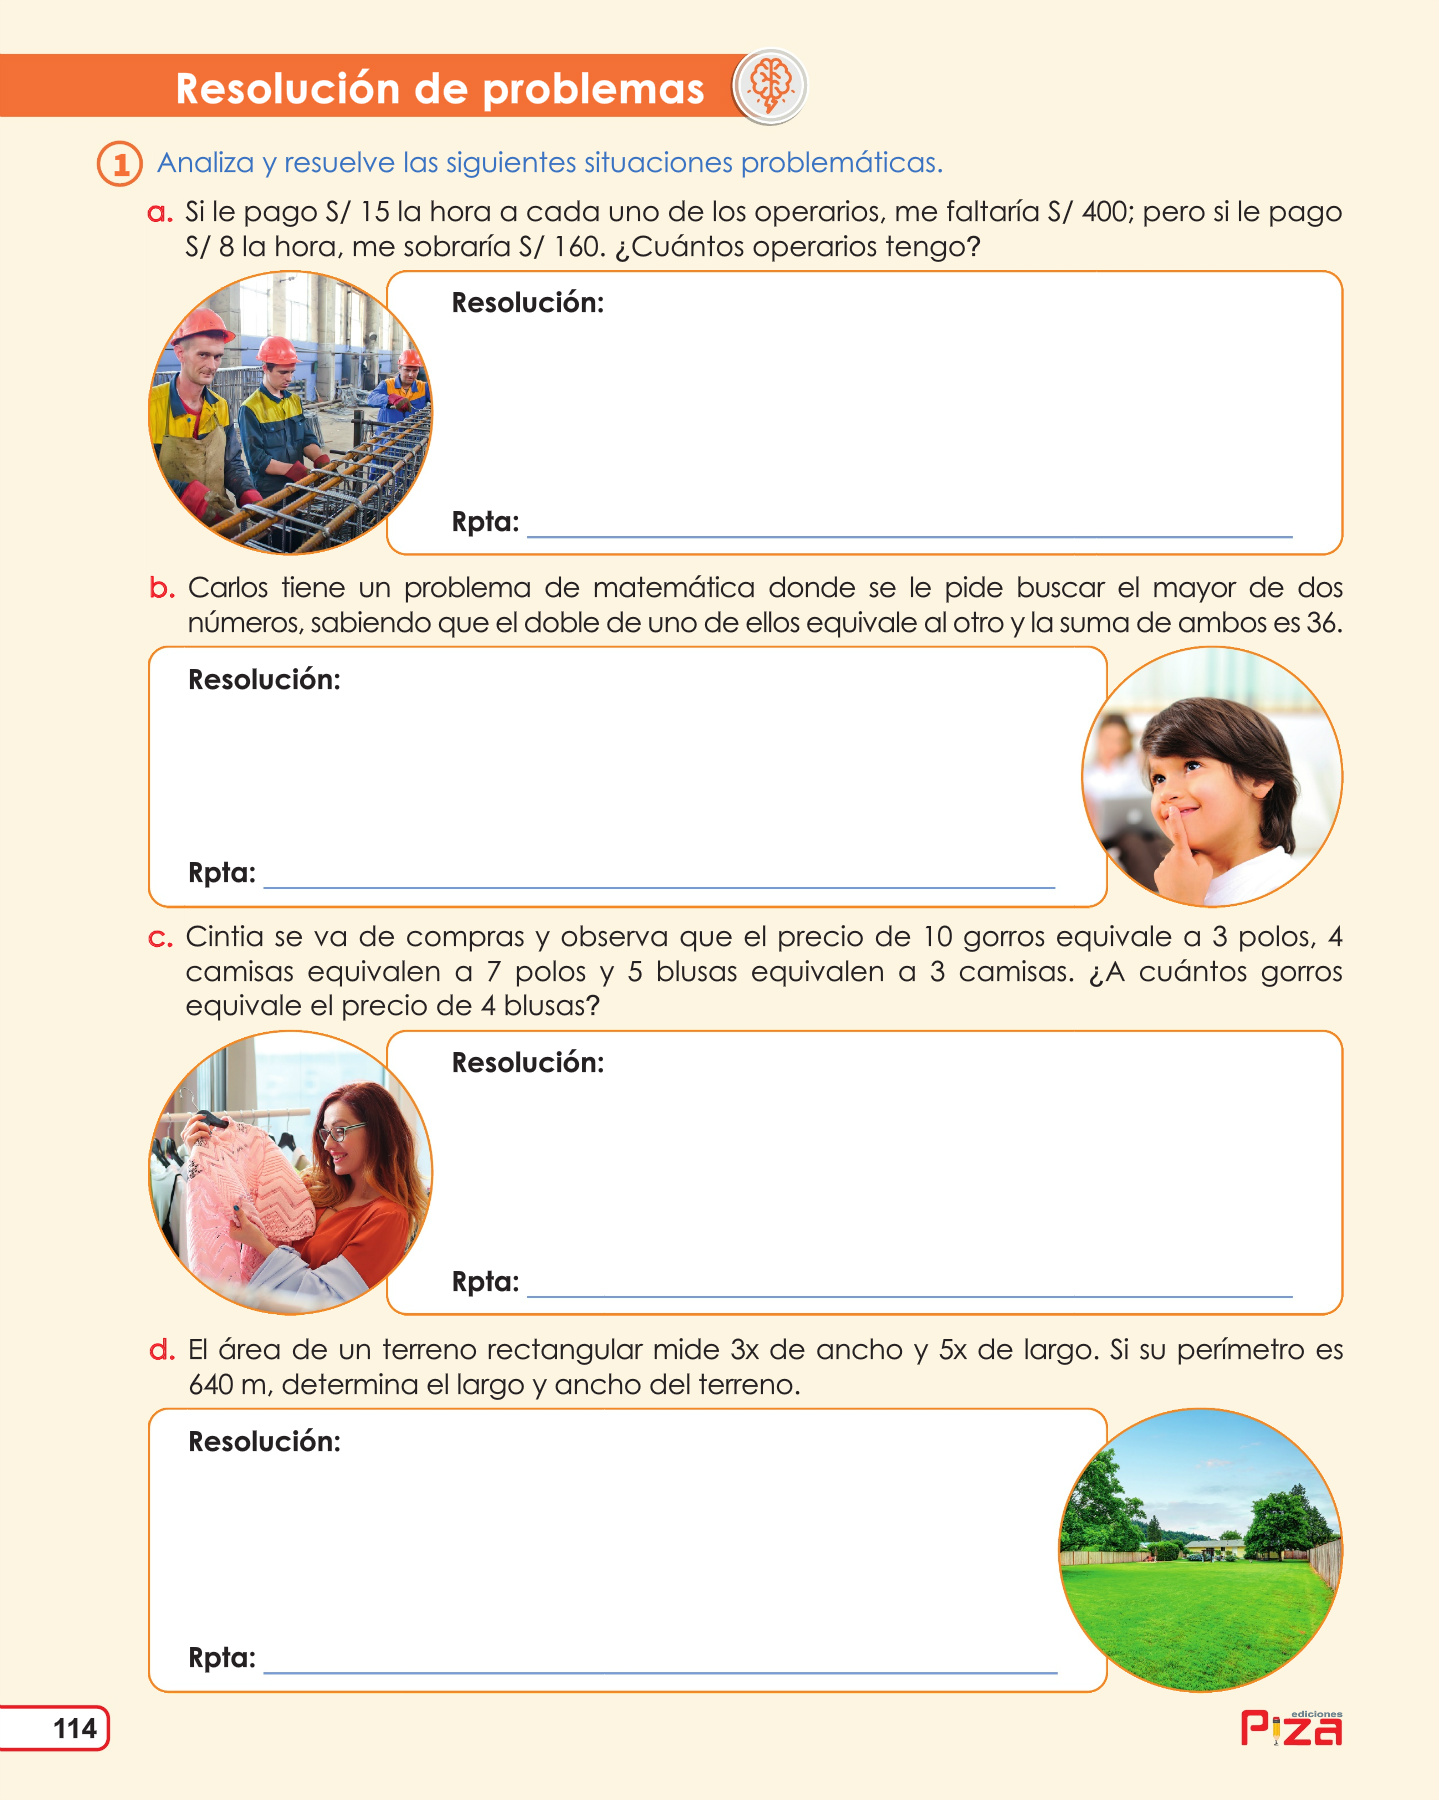 Resolución de problemas
1 Analiza y resuelve las siguientes situaciones problemáticas.
a. Si le pago S/ 15 la hora a cada uno de los operarios, me faltaría S/ 400; pero si le pago
S/ 8 la hora, me sobraría S/ 160. ¿Cuántos operarios tengo?
Resolución:
Rpta:
b. Carlos tiene un problema de matemática donde se le pide buscar el mayor de dos
números, sabiendo que el doble de uno de ellos equivale al otro y la suma de ambos es 36.
Resolución:
Rpta:
c. Cintia se va de compras y observa que el precio de 10 gorros equivale a 3 polos, 4
camisas equivalen a 7 polos y 5 blusas equivalen a 3 camisas. ¿A cuántos gorros
equivale el precio de 4 blusas?
Resolución:
Rpta:
d. El área de un terreno rectangular mide 3x de ancho y 5x de largo. Si su perímetro es
640 m, determina el largo y ancho del terreno.
Resolución:
Rpta:
114
ediciones
Piza